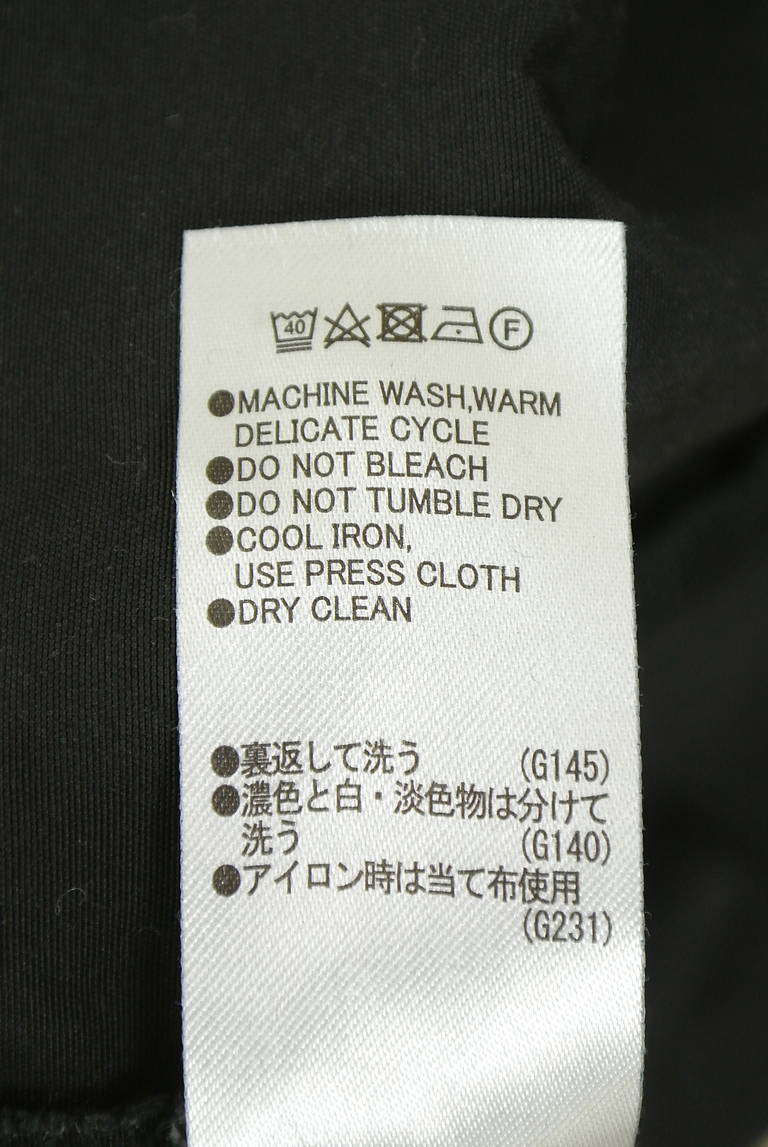 40 F
●MACHINE WASH,WARM
DELICATE CYCLE
●DO NOT BLEACH
●DO NOT TUMBLE DRY
●COOL IRON,
USE PRESS CLOTH
●DRY CLEAN
●裏返して洗う (G145)
●濃色と白・淡色物は分けて
洗う (G140)
●アイロン時は当て布使用
(G231)